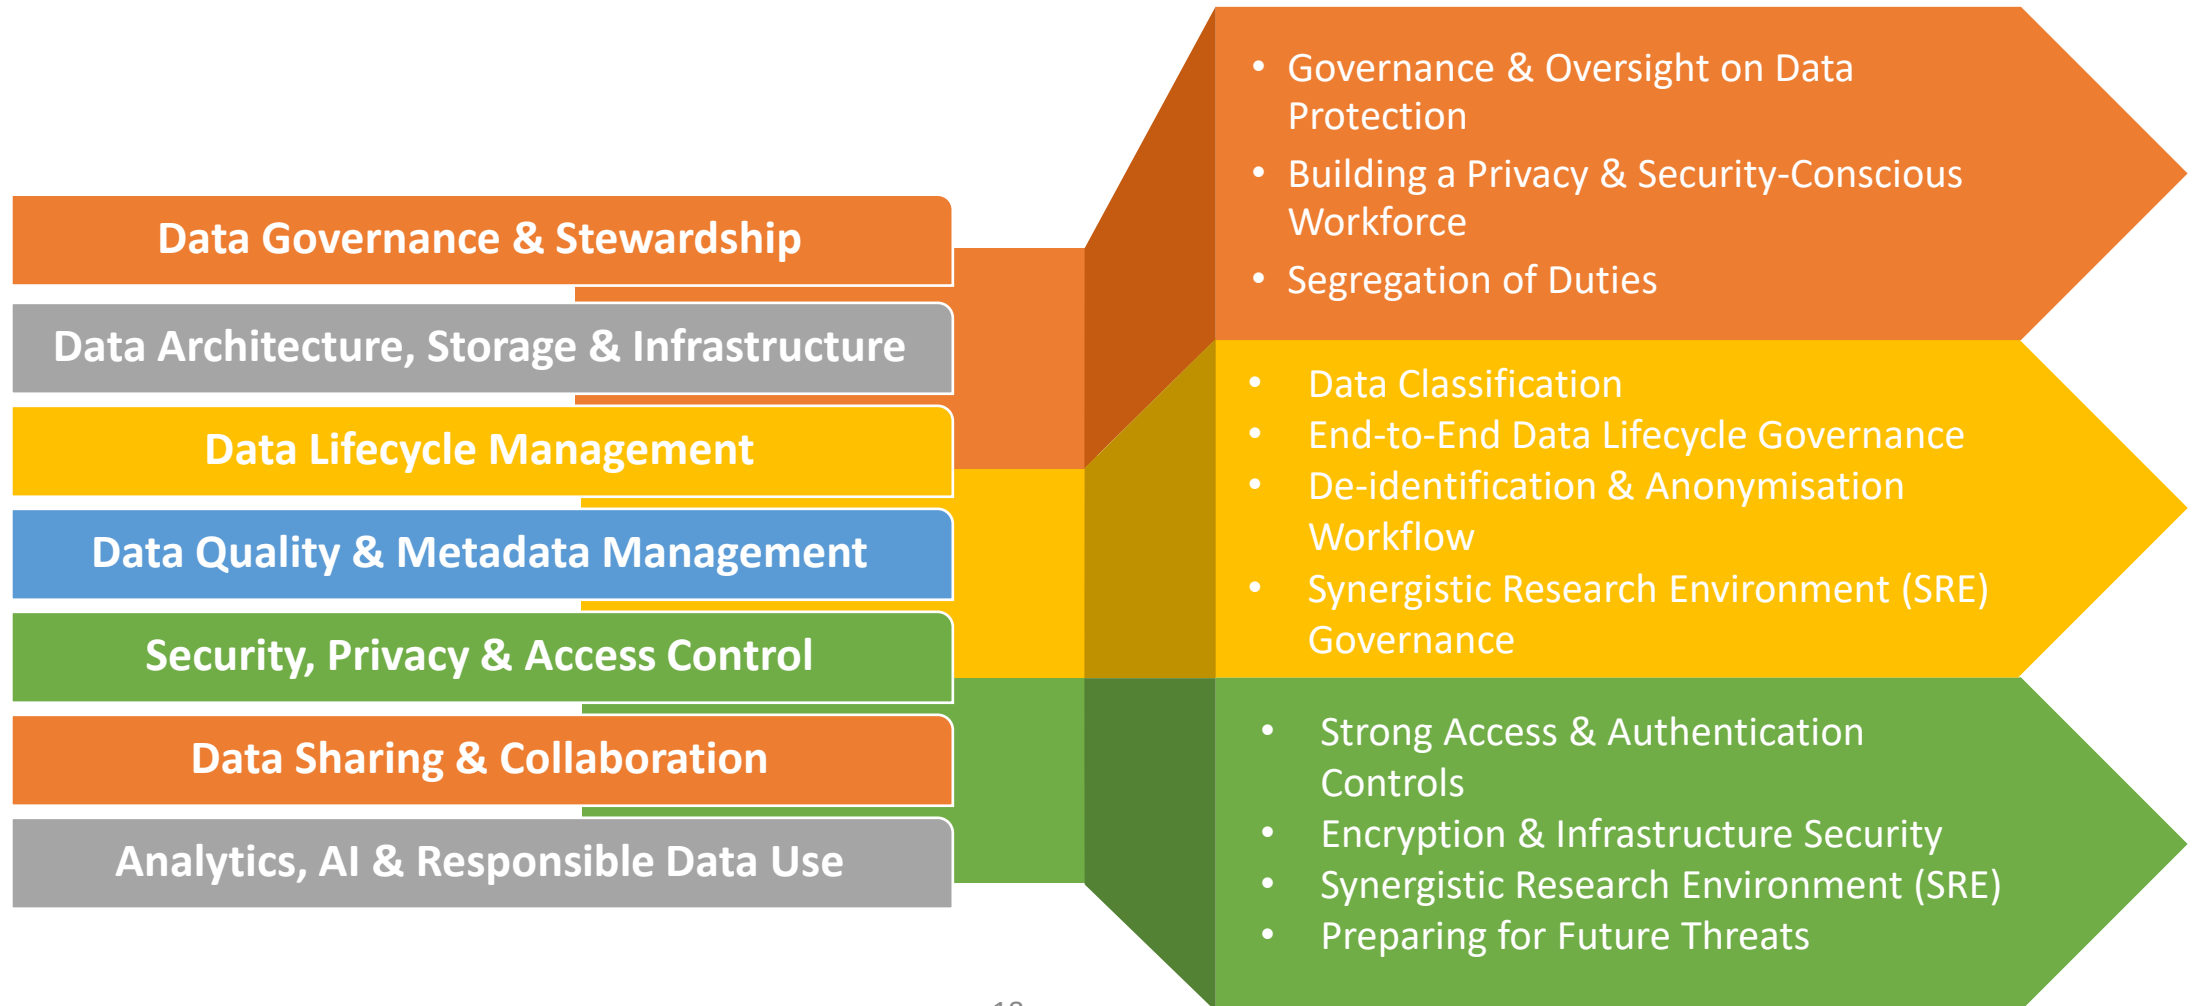 Data Governance & Stewardship
Data Architecture, Storage & Infrastructure
Data Lifecycle Management
Data Quality & Metadata Management
Security, Privacy & Access Control
Data Sharing & Collaboration
Analytics, AI & Responsible Data Use
• Governance & Oversight on Data
Protection
• Building a Privacy & Security-Conscious
Workforce
• Segregation of Duties
• Data Classification
• End-to-End Data Lifecycle Governance
• De-identification & Anonymisation
Workflow
• Synergistic Research Environment (SRE)
Governance
• Strong Access & Authentication
Controls
• Encryption & Infrastructure Security
• Synergistic Research Environment (SRE)
• Preparing for Future Threats